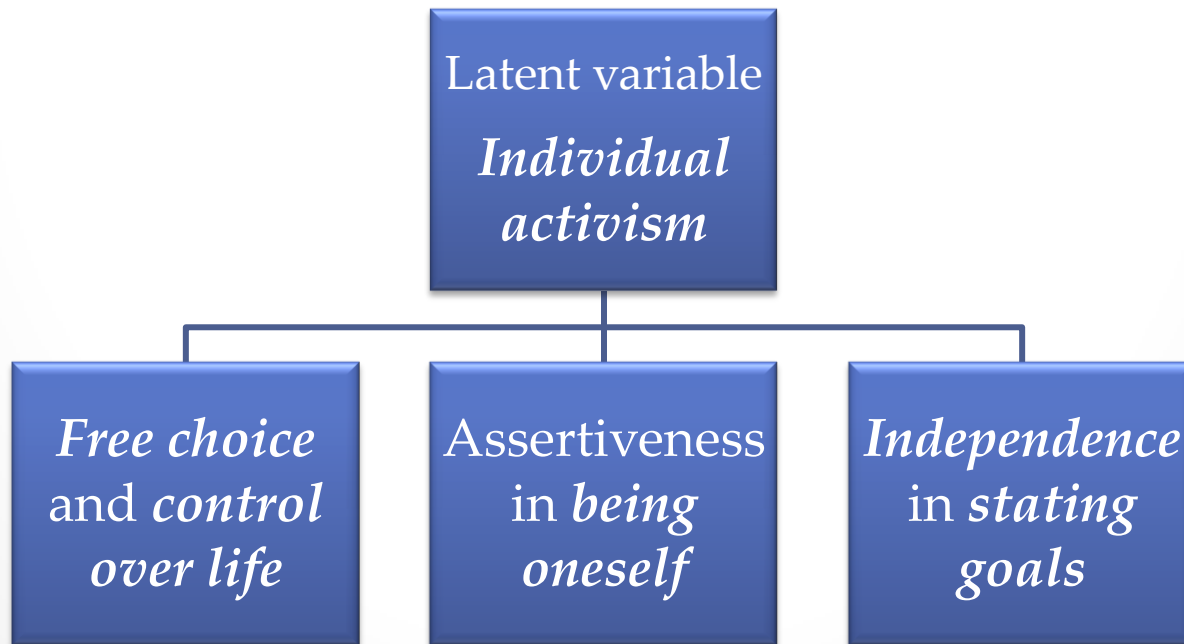 Latent variable
Individual
activism
Free choice
and control
over life
Assertiveness
in being
oneself
Independence
in stating
goals